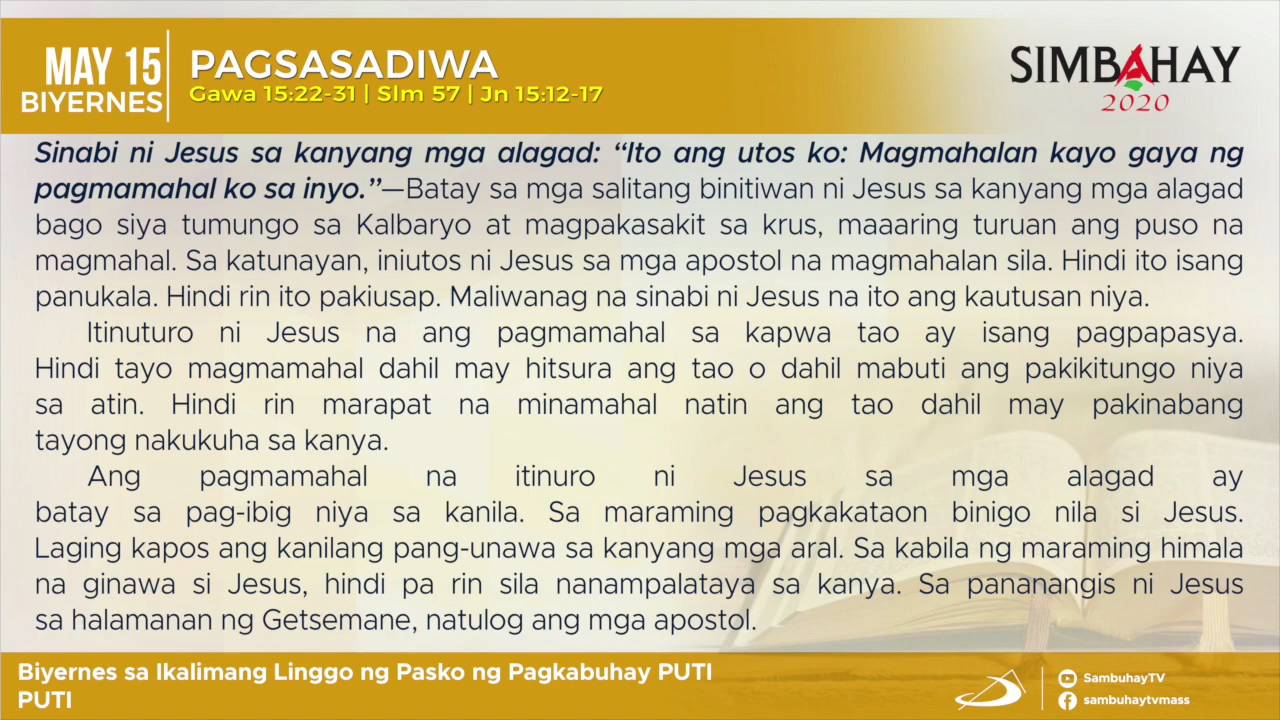 MAY 15
BIYERNES
PAGSASADIWA
Gawa 15:22-31 | Slm 57 | Jn 15:12-17
SIMBAHAY
2020
Sinabi ni Jesus sa kanyang mga alagad: “Ito ang utos ko: Magmahalan kayo gaya ng
pagmamahal ko sa inyo.”—Batay sa mga salitang binitiwan ni Jesus sa kanyang mga alagad
bago siya tumungo sa Kalbaryo at magpakasakit sa krus, maaaring turuan ang puso na
magmahal. Sa katunayan, iniutos ni Jesus sa mga apostol na magmahalan sila. Hindi ito isang
panukala. Hindi rin ito pakiusap. Maliwanag na sinabi ni Jesus na ito ang kautusan niya.
Itinuturo ni Jesus na ang pagmamahal sa kapwa tao ay isang pagpapasya.
Hindi tayo magmamahal dahil may hitsura ang tao o dahil mabuti ang pakikitungo niya
sa atin. Hindi rin marapat na minamahal natin ang tao dahil may pakinabang
tayong nakukuha sa kanya.
Ang pagmamahal na itinuro ni Jesus sa mga alagad ay
batay sa pag-ibig niya sa kanila. Sa maraming pagkakataon binigo nila si Jesus.
Laging kapos ang kanilang pang-unawa sa kanyang mga aral. Sa kabila ng maraming himala
na ginawa si Jesus, hindi pa rin sila nanampalataya sa kanya. Sa pananangis ni Jesus
sa halamanan ng Getsemane, natulog ang mga apostol.
Biyernes sa Ikalimang Linggo ng Pasko ng Pagkabuhay PUTI
PUTI
SambuhayTV
sambuhaytvmass